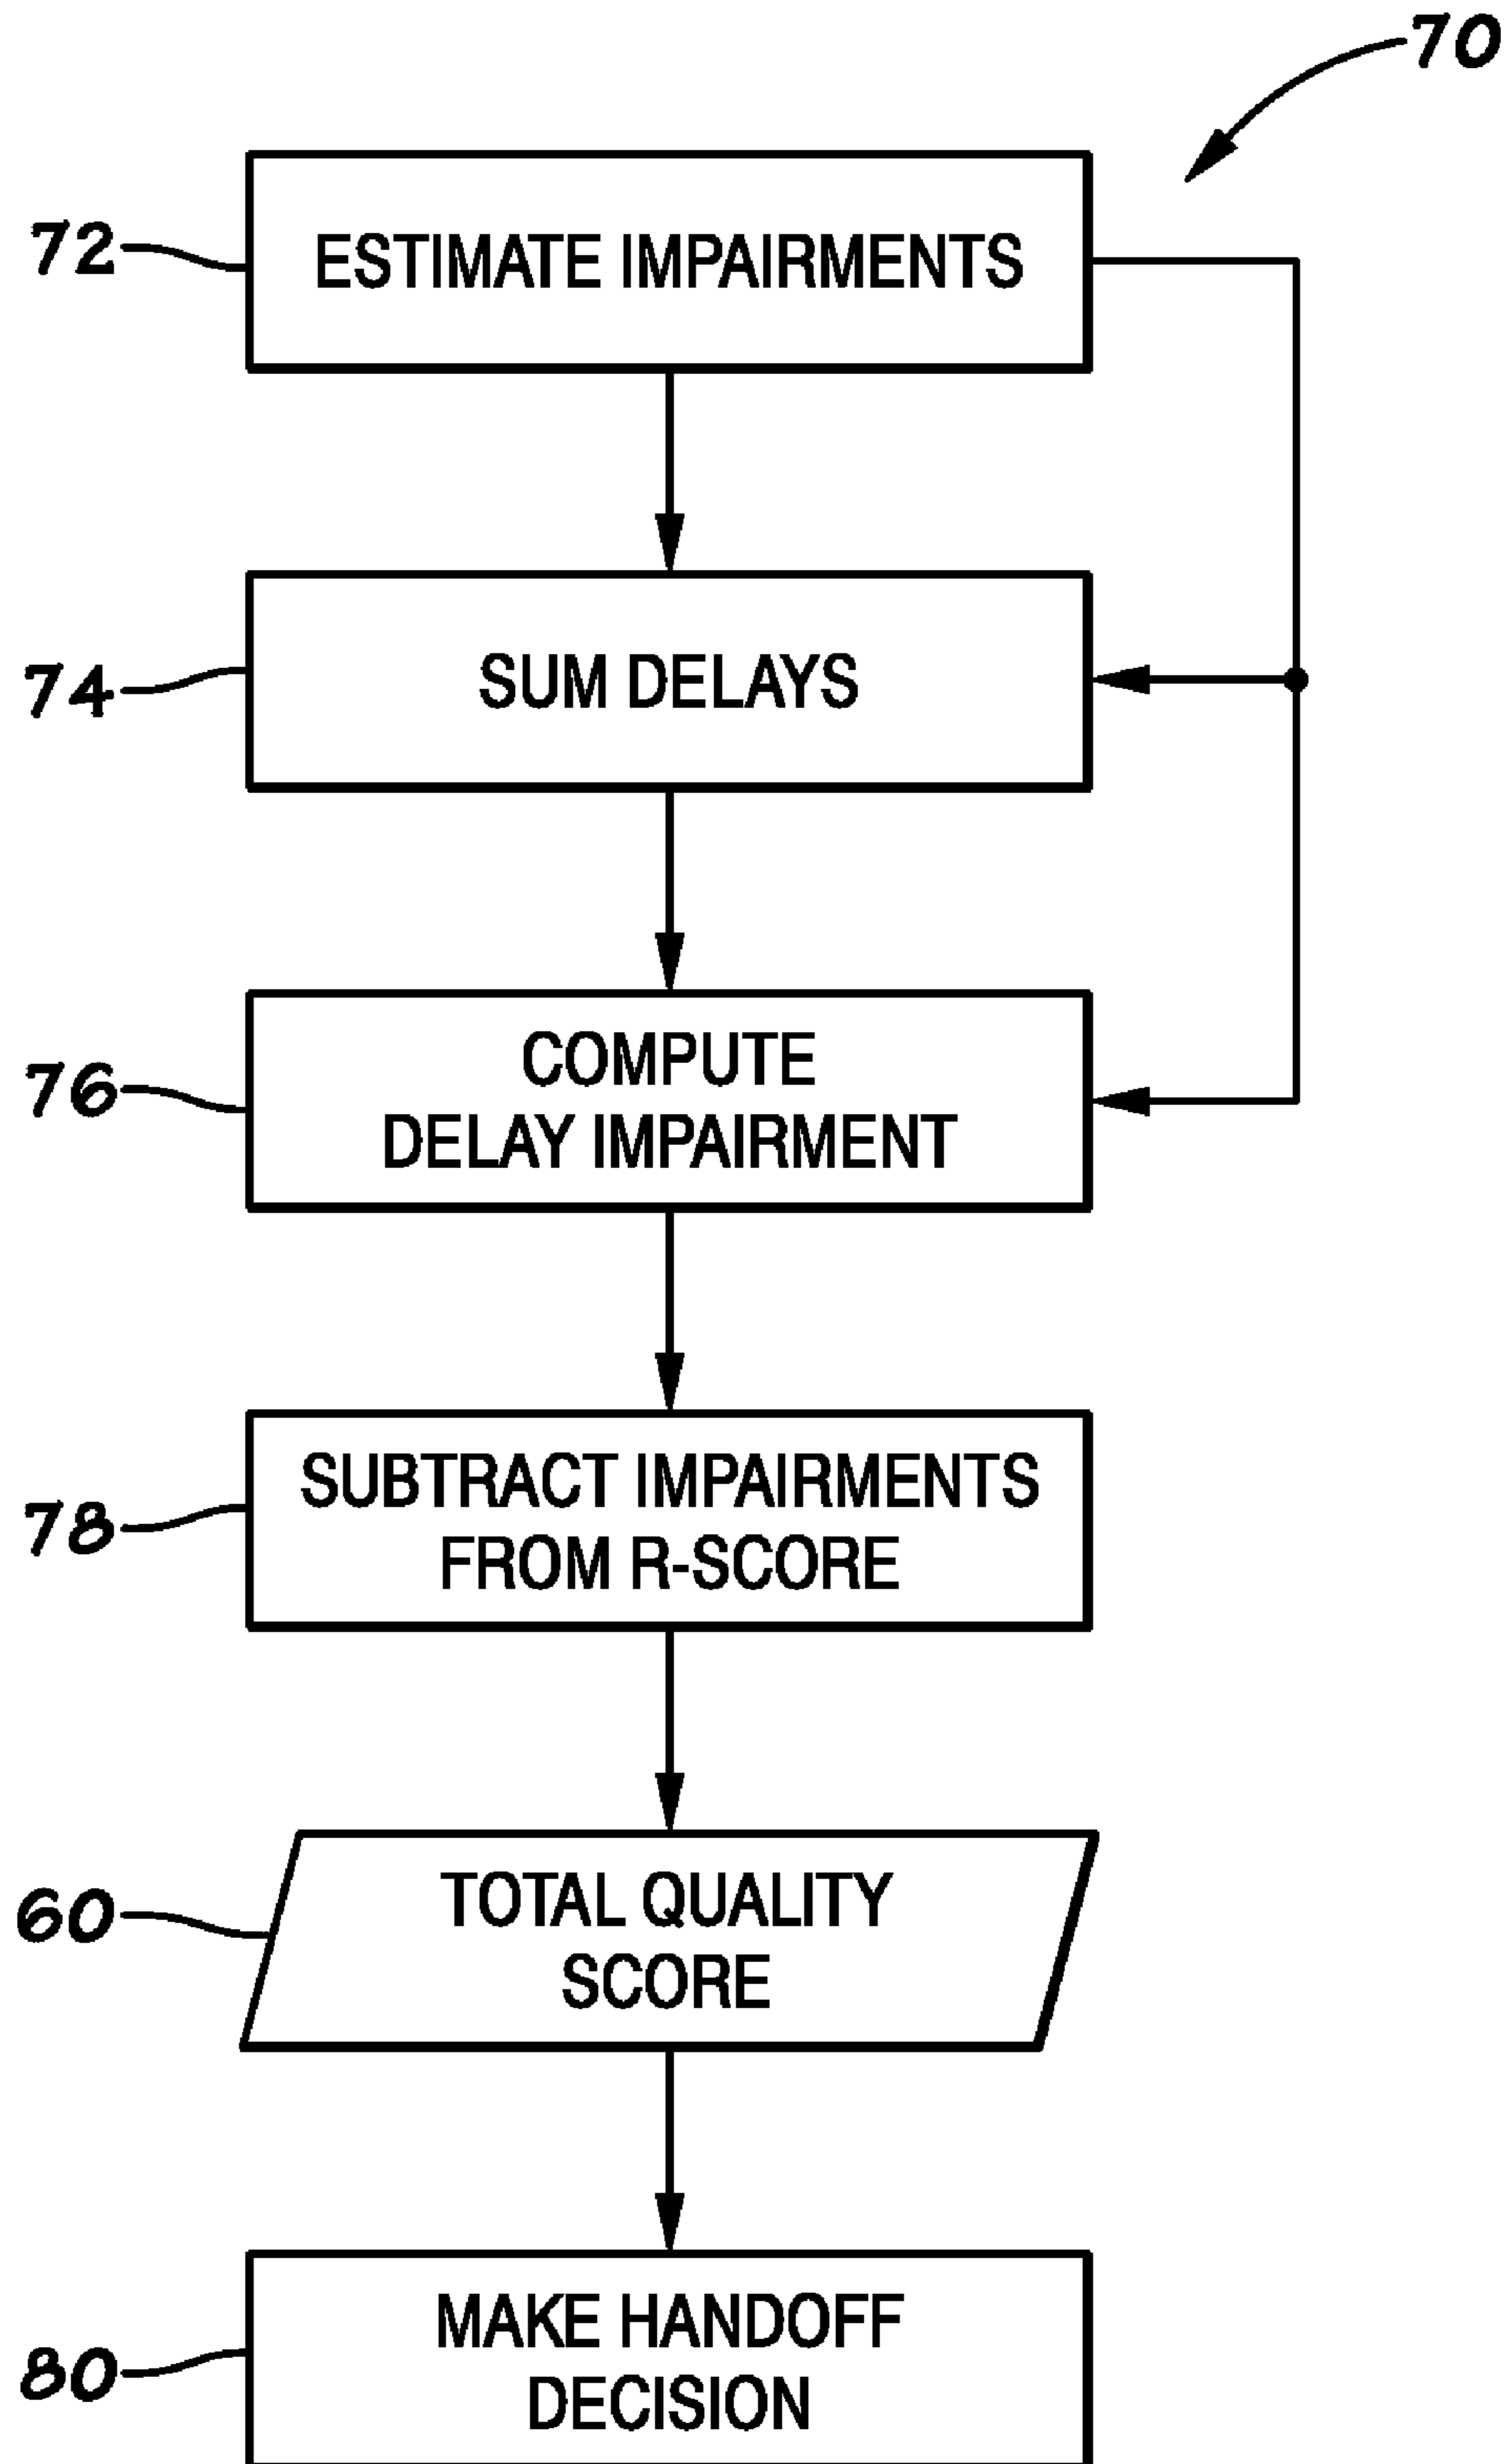 70
72
ESTIMATE IMPAIRMENTS
74
SUM DELAYS
76
COMPUTE
DELAY IMPAIRMENT
78
SUBTRACT IMPAIRMENTS
FROM R-SCORE
60
TOTAL QUALITY
SCORE
80
MAKE HANDOFF
DECISION